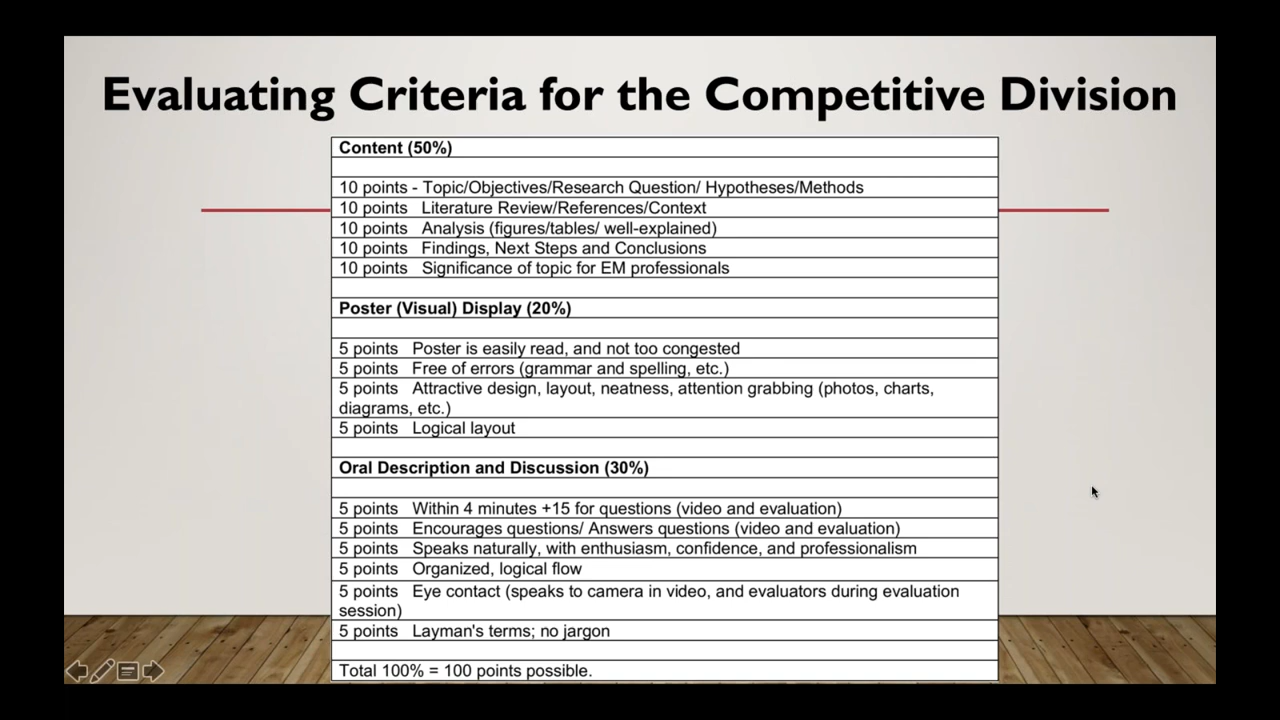 Evaluating Criteria for the Competitive Division
Content (50%)
10 points - Topic/Objectives/Research Question/ Hypotheses/Methods
10 points Literature Review/References/Context
10 points Analysis (figures/tables/ well-explained)
10 points Findings, Next Steps and Conclusions
10 points Significance of topic for EM professionals
Poster (Visual) Display (20%)
5 points Poster is easily read, and not too congested
5 points Free of errors (grammar and spelling, etc.)
5 points Attractive design, layout, neatness, attention grabbing (photos, charts,
diagrams, etc.)
5 points Logical layout
Oral Description and Discussion (30%)
5 points Within 4 minutes +15 for questions (video and evaluation)
5 points Encourages questions/ Answers questions (video and evaluation)
5 points Speaks naturally, with enthusiasm, confidence, and professionalism
5 points Organized, logical flow
5 points Eye contact (speaks to camera in video, and evaluators during evaluation
session)
5 points Layman's terms; no jargon
Total 100% = 100 points possible.